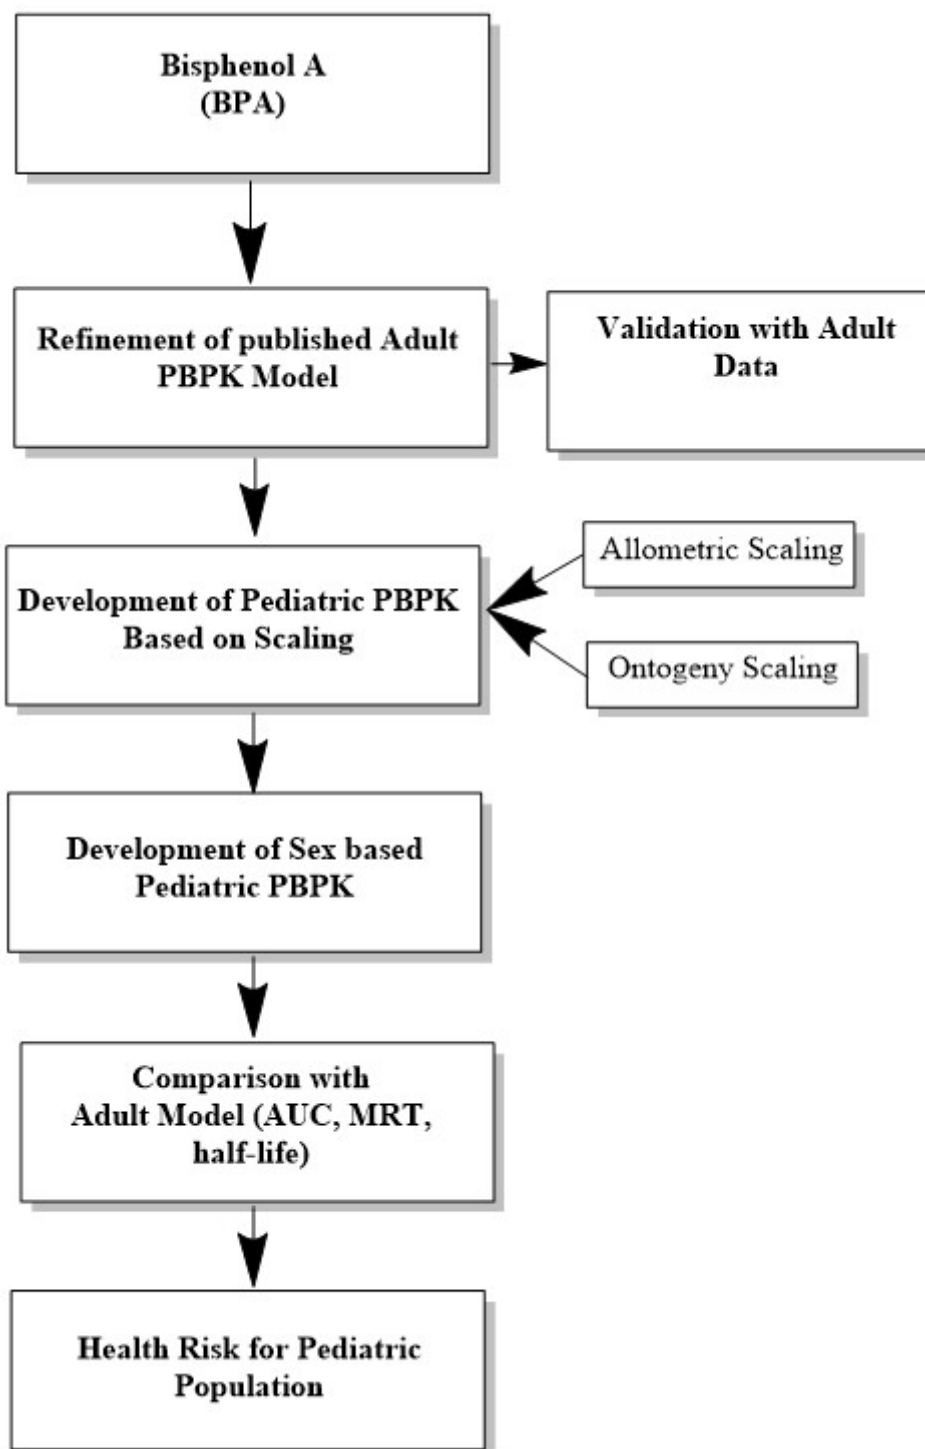 Bisphenol A
(BPA)
Refinement of published Adult
PBPK Model
Validation with Adult
Data
Development of Pediatric PBPK
Based on Scaling
Allometric Scaling
Ontogeny Scaling
Development of Sex based
Pediatric PBPK
Comparison with
Adult Model (AUC, MRT,
half-life)
Health Risk for Pediatric
Population